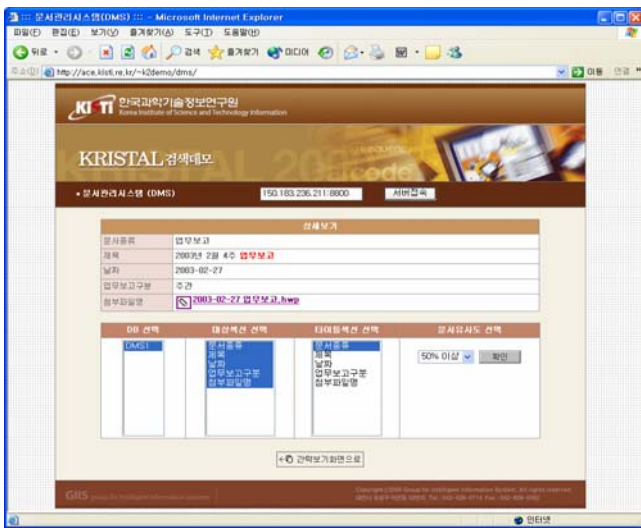 ::: 문서관리시스템(DMS) ::: - Microsoft Internet Explorer
파일(F) 편집(E) 보기(V) 즐겨찾기(A) 도구(T) 도움말(H)
뒤로 검색 즐겨찾기 미디어
주소(D) http://ace.kisti.re.kr/~k2demo/dms/ 이동 연결 »
KISTI 한국과학기술정보연구원
Korea Institute of Science and Technology Information
KRISTAL 검색데모
• 문서관리시스템 (DMS) 150.183.236.211:8800 서버접속
상세보기
문서종류 업무보고
제목 2003년 2월 4주 업무보고
날짜 2003-02-27
업무보고구분 주간
첨부파일명 2003-02-27 업무보고.hwp
DB 선택 대상섹션 선택 타이틀섹션 선택 문서유사도 선택
DMS1 문서종류 문서종류
제목 제목
날짜 날짜
업무보고구분 업무보고구분 50% 이상 확인
첨부파일명 첨부파일명
간략보기화면으로
GIIS
인터넷